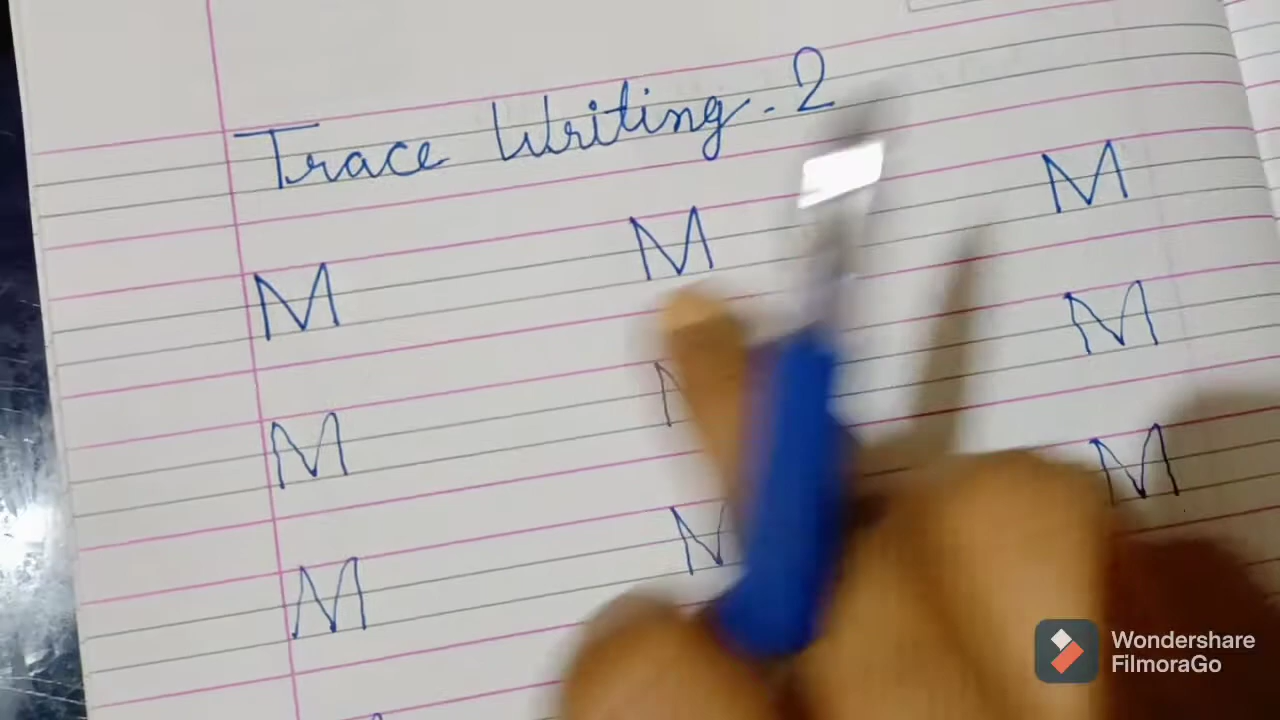 Trace Writing. 2
M M M
M M
M M
Wondershare
FilmoraGo